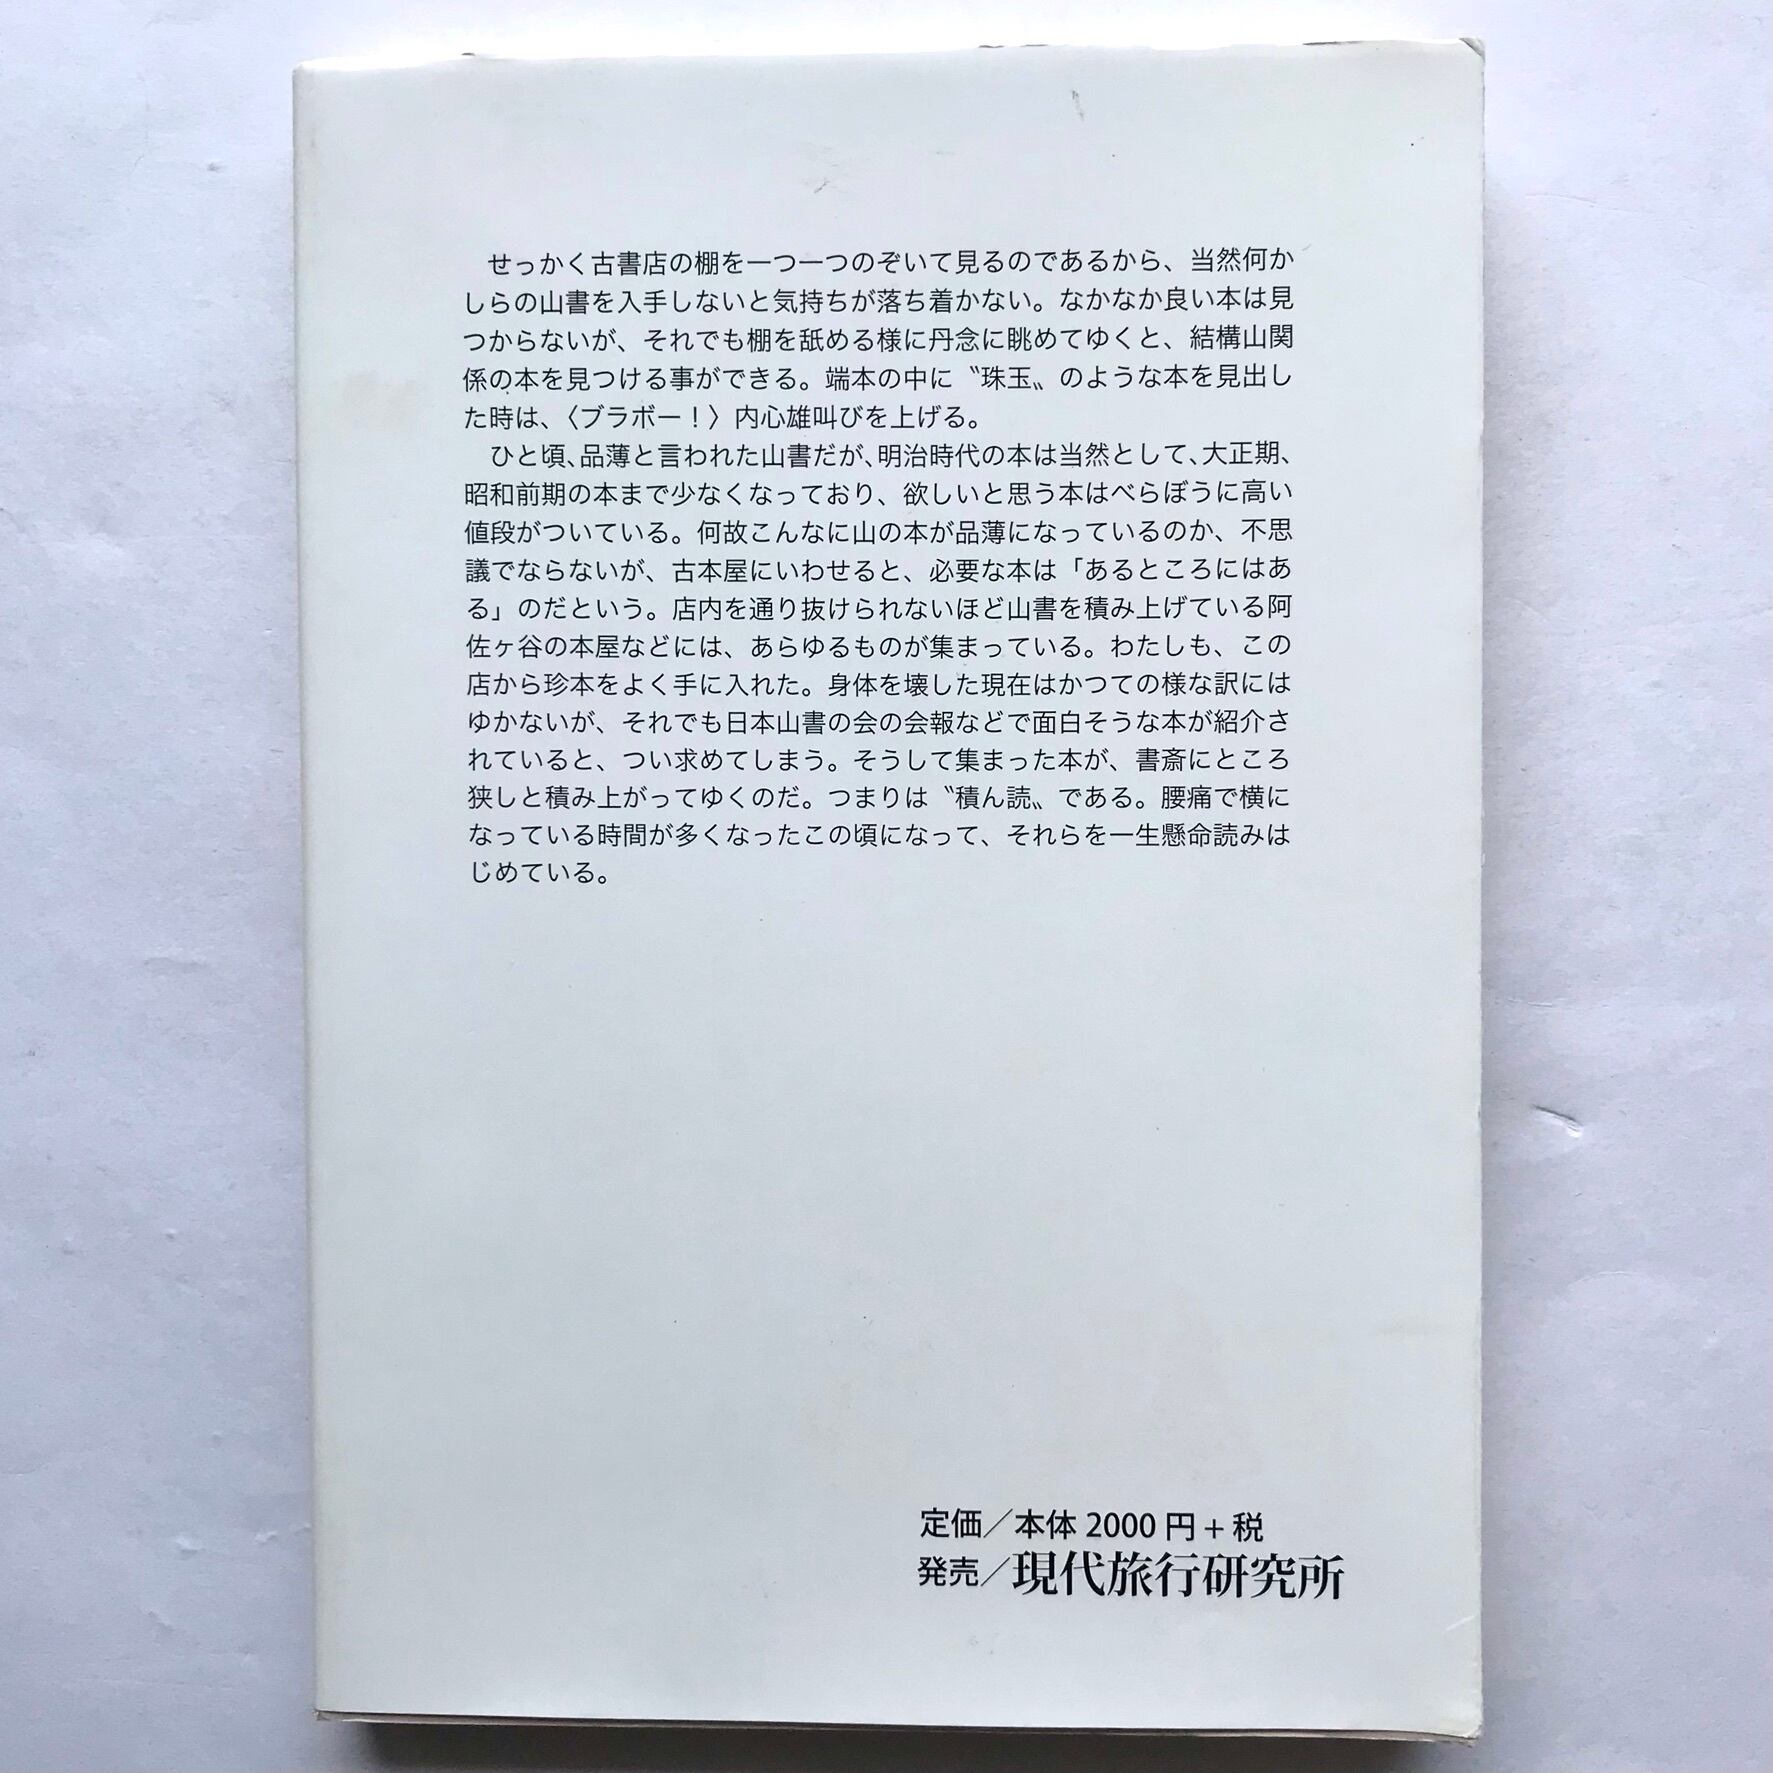 せっかく古書店の棚を一つ一つのぞいて見るのであるから、当然何か
しらの山書を入手しないと気持ちが落ち着かない。なかなか良い本は見
つからないが、それでも棚を舐める様に丹念に眺めてゆくと、結構山関
係の本を見つける事ができる。端本の中に〝珠玉〟のような本を見出し
た時は、〈ブラボー！〉内心雄叫びを上げる。
ひと頃、品薄と言われた山書だが、明治時代の本は当然として、大正期、
昭和前期の本まで少なくなっており、欲しいと思う本はべらぼうに高い
値段がついている。何故こんなに山の本が品薄になっているのか、不思
議でならないが、古本屋にいわせると、必要な本は「あるところにはあ
る」のだという。店内を通り抜けられないほど山書を積み上げている阿
佐ヶ谷の本屋などには、あらゆるものが集まっている。わたしも、この
店から珍本をよく手に入れた。身体を壊した現在はかつての様な訳には
ゆかないが、それでも日本山書の会の会報などで面白そうな本が紹介さ
れていると、つい求めてしまう。そうして集まった本が、書斎にところ
狭しと積み上がってゆくのだ。つまりは〝積ん読〟である。腰痛で横に
なっている時間が多くなったこの頃になって、それらを一生懸命読みは
じめている。
定価／本体 2000 円 + 税
発売／現代旅行研究所